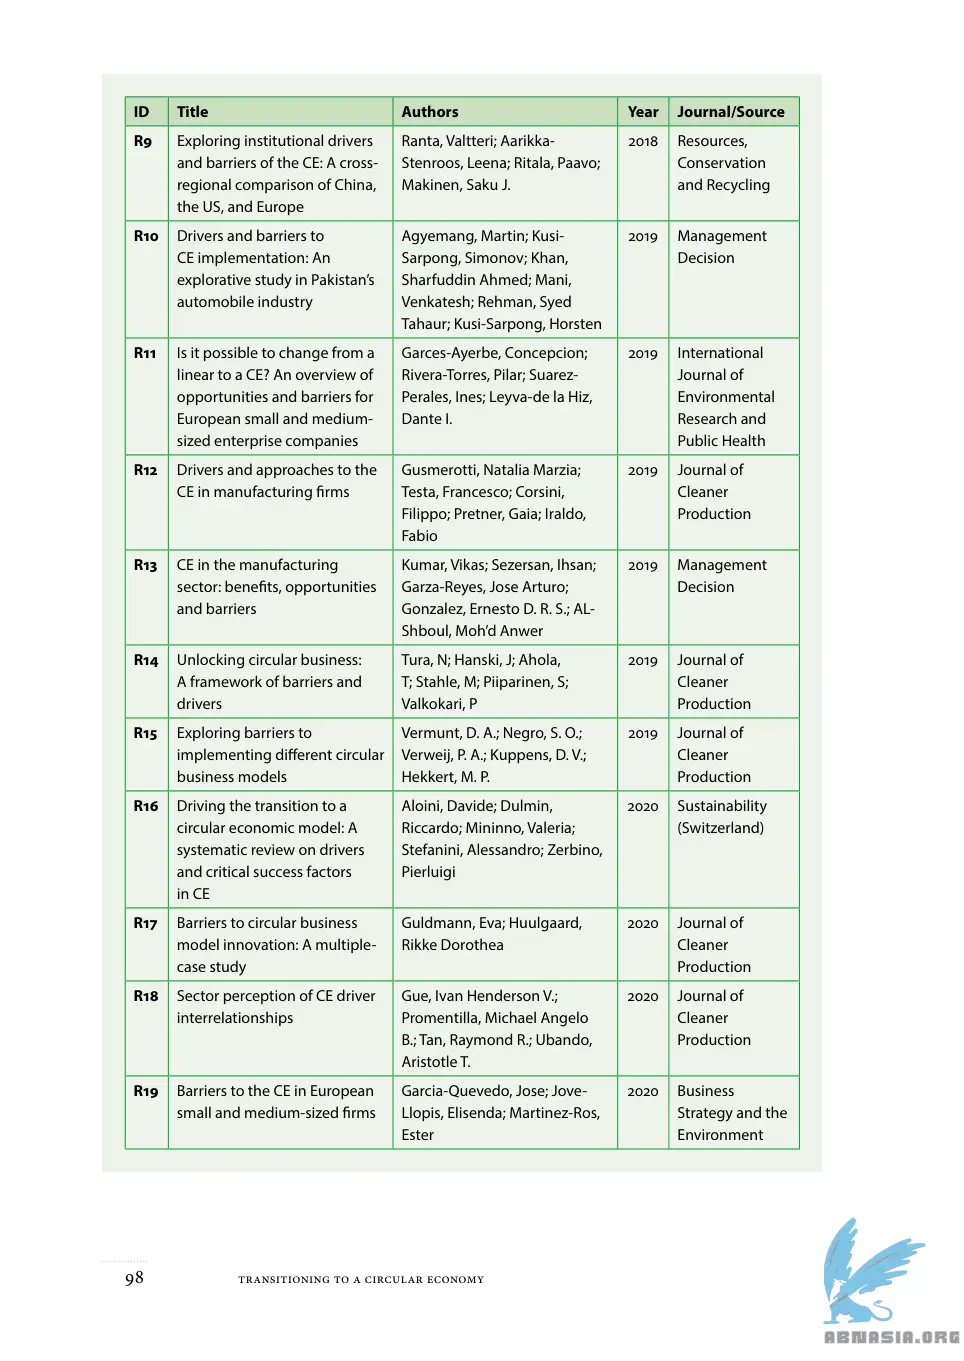 ID Title Authors Year Journal/Source
R9 Exploring institutional drivers Ranta, Valtteri; Aarikka- 2018 Resources,
and barriers of the CE: A cross- Stenroos, Leena; Ritala, Paavo; Conservation
regional comparison of China, Makinen, Saku J. and Recycling
the US, and Europe
R10 Drivers and barriers to Agyemang, Martin; Kusi- 2019 Management
CE implementation: An Sarpong, Simonov; Khan, Decision
explorative study in Pakistan’s Sharfuddin Ahmed; Mani,
automobile industry Venkatesh; Rehman, Syed
Tahaur; Kusi-Sarpong, Horsten
R11 Is it possible to change from a Garces-Ayerbe, Concepcion; 2019 International
linear to a CE? An overview of Rivera-Torres, Pilar; Suarez- Journal of
opportunities and barriers for Perales, Ines; Leyva-de la Hiz, Environmental
European small and medium- Dante I. Research and
sized enterprise companies Public Health
R12 Drivers and approaches to the Gusmerotti, Natalia Marzia; 2019 Journal of
CE in manufacturing firms Testa, Francesco; Corsini, Cleaner
Filippo; Pretner, Gaia; Iraldo, Production
Fabio
R13 CE in the manufacturing Kumar, Vikas; Sezersan, Ihsan; 2019 Management
sector: benefits, opportunities Garza-Reyes, Jose Arturo; Decision
and barriers Gonzalez, Ernesto D. R. S.; AL-
Shboul, Moh’d Anwer
R14 Unlocking circular business: Tura, N; Hanski, J; Ahola, 2019 Journal of
A framework of barriers and T; Stahle, M; Piiparinen, S; Cleaner
drivers Valkokari, P Production
R15 Exploring barriers to Vermunt, D. A.; Negro, S. O.; 2019 Journal of
implementing different circular Verweij, P. A.; Kuppens, D. V.; Cleaner
business models Hekkert, M. P. Production
R16 Driving the transition to a Aloini, Davide; Dulmin, 2020 Sustainability
circular economic model: A Riccardo; Mininno, Valeria; (Switzerland)
systematic review on drivers Stefanini, Alessandro; Zerbino,
and critical success factors Pierluigi
in CE
R17 Barriers to circular business Guldmann, Eva; Huulgaard, 2020 Journal of
model innovation: A multiple- Rikke Dorothea Cleaner
case study Production
R18 Sector perception of CE driver Gue, Ivan Henderson V.; 2020 Journal of
interrelationships Promentilla, Michael Angelo Cleaner
B.; Tan, Raymond R.; Ubando, Production
Aristotle T.
R19 Barriers to the CE in European Garcia-Quevedo, Jose; Jove- 2020 Business
small and medium-sized firms Llopis, Elisenda; Martinez-Ros, Strategy and the
Ester Environment
98 TRANSITIONING TO A CIRCULAR ECONOMY
ABNASIA.ORG